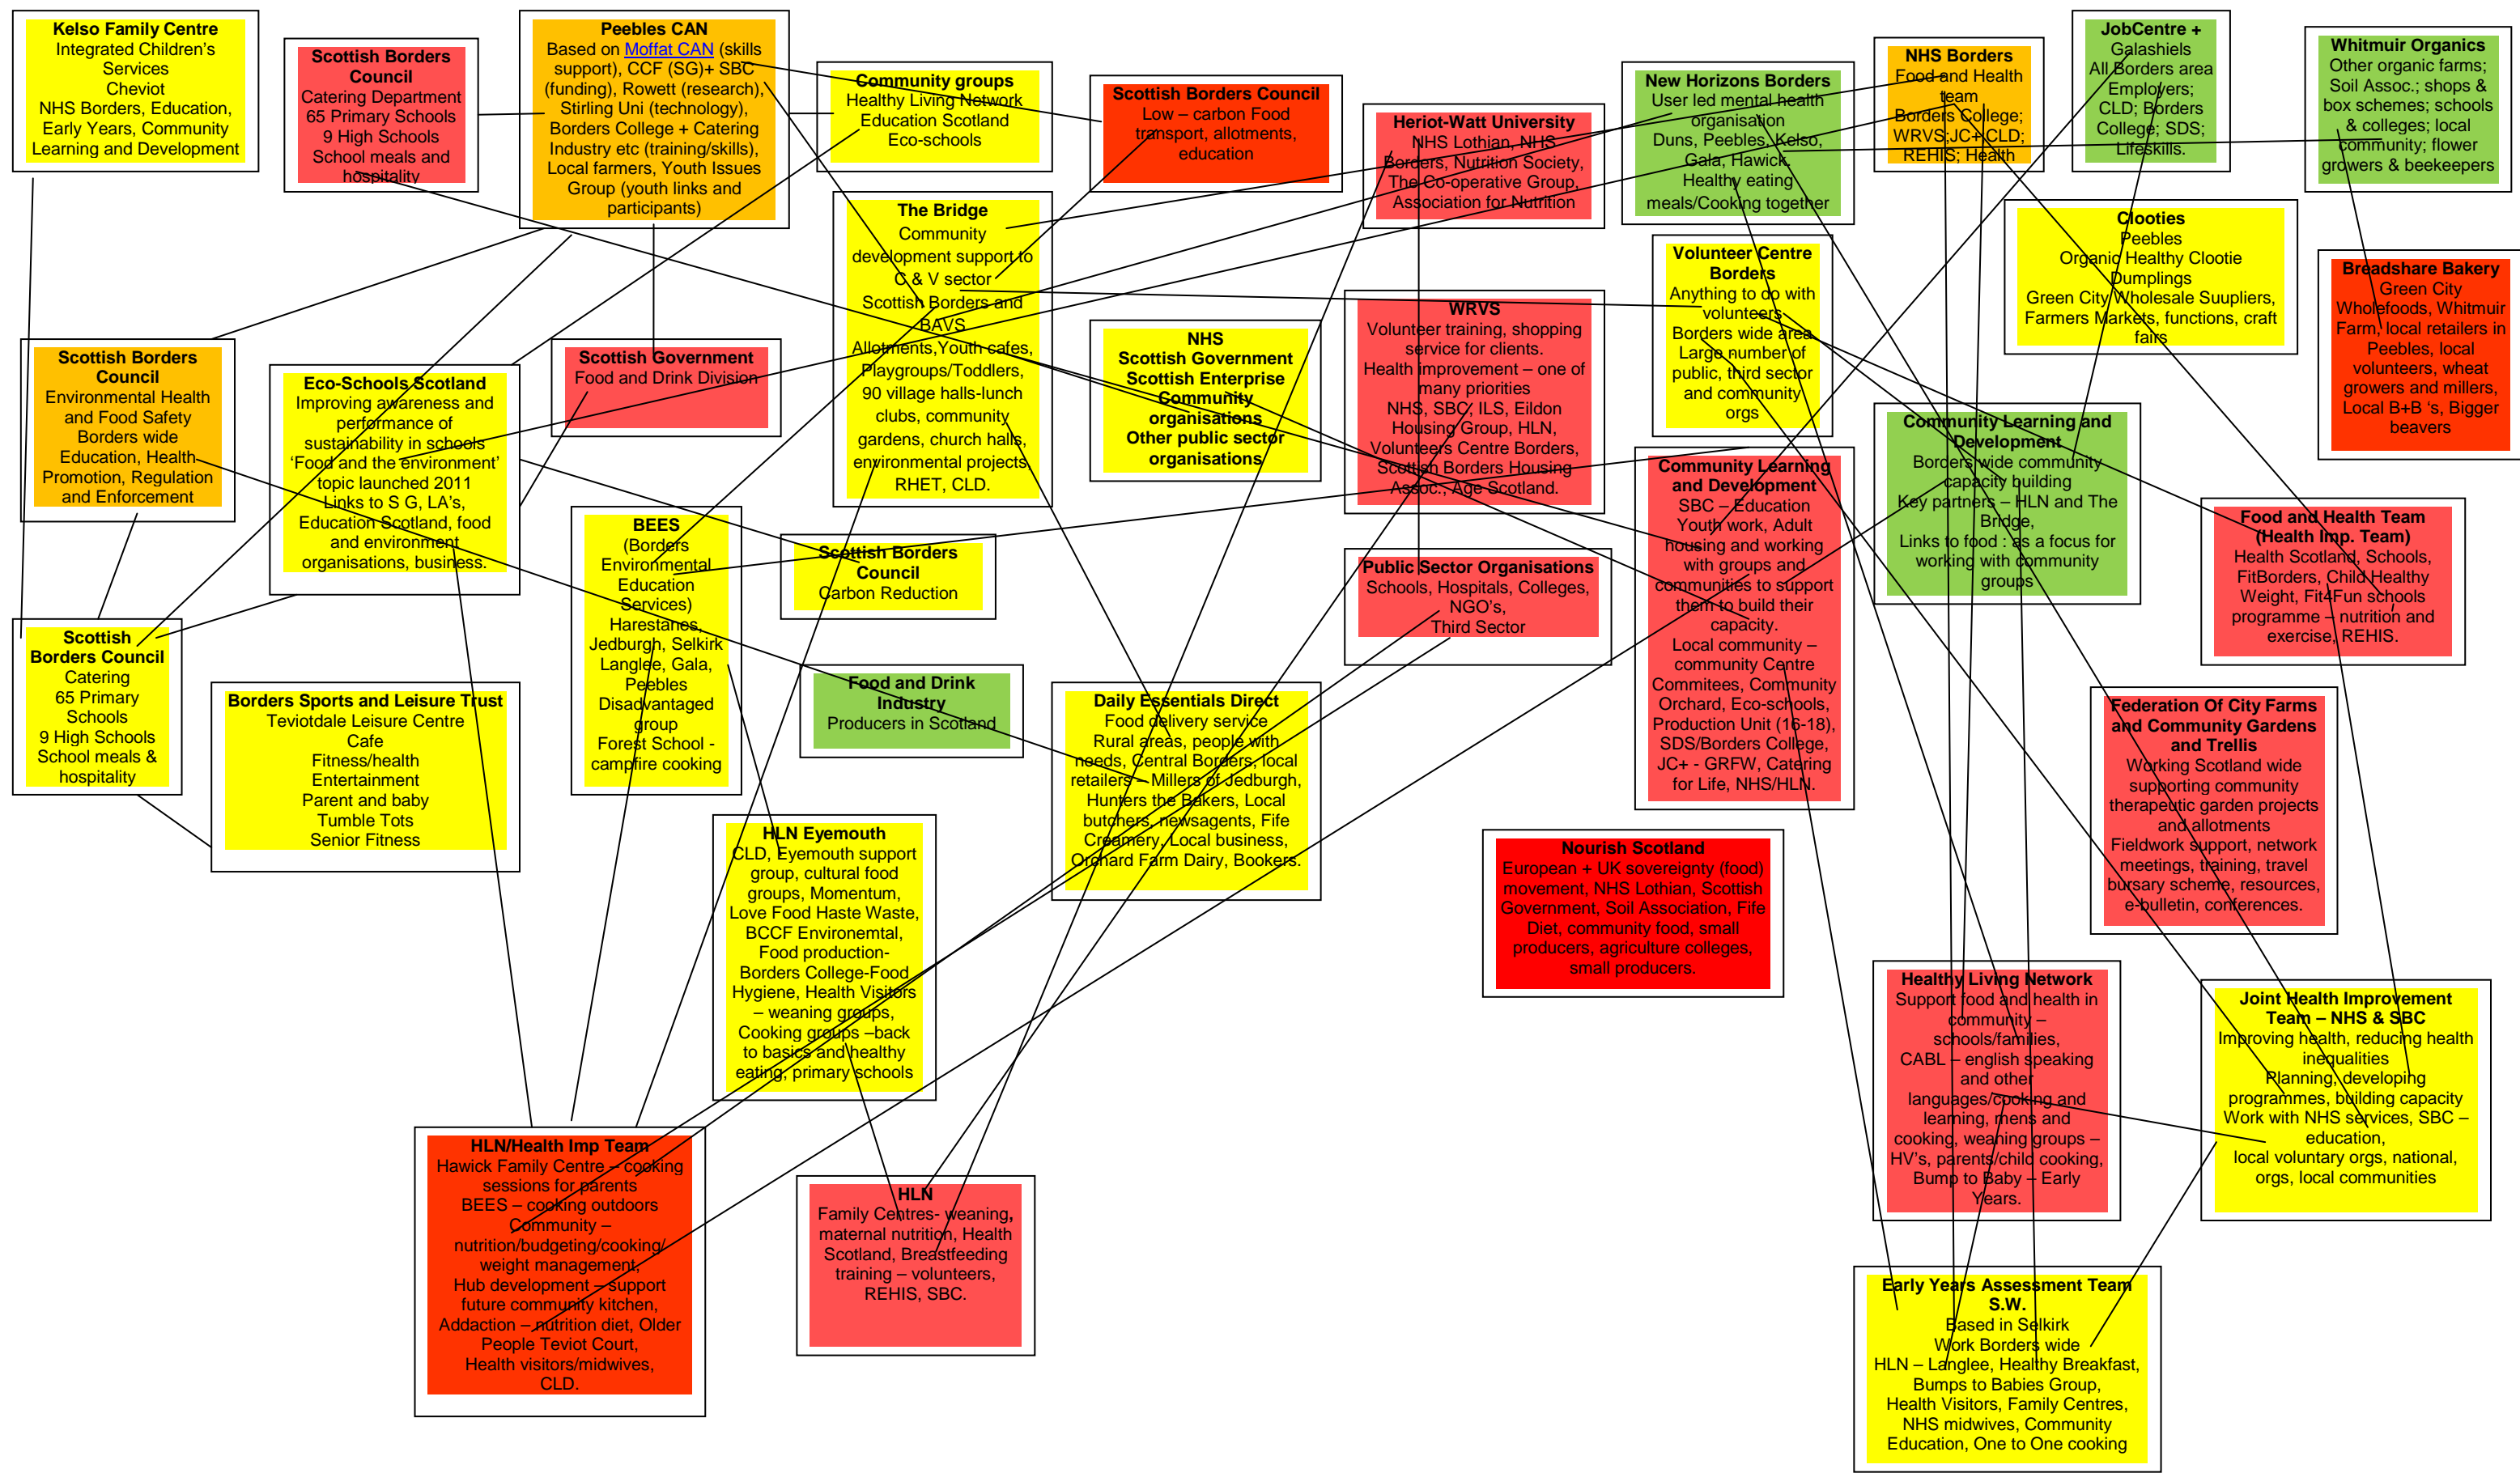 Kelso Family Centre
Integrated Children's
Services
Cheviot
NHS Borders, Education,
Early Years, Community
Learning and Development
Scottish Borders
Council
Catering Department
65 Primary Schools
9 High Schools
School meals and
hospitality
Peebles CAN
Based on Moffat CAN (skills
support), CCF (SG)+ SBC
(funding), Rowett (research),
Stirling Uni (technology),
Borders College + Catering
Industry etc (training/skills),
Local farmers, Youth Issues
Group (youth links and
participants)
Community groups
Healthy Living Network
Education Scotland
Eco-schools
Scottish Borders Council
Low – carbon Food
transport, allotments,
education
Heriot-Watt University
NHS Lothian, NHS
Borders, Nutrition Society,
The Co-operative Group,
Association for Nutrition
New Horizons Borders
User led mental health
organisation
Duns, Peebles, Kelso,
Gala, Hawick.
Healthy eating
meals/Cooking together
NHS Borders
Food and Health
team
Borders College;
WRVS;JC+ CLD;
REHIS; Health
JobCentre +
Galashiels
All Borders area
Employers;
CLD; Borders
College; SDS;
Lifeskills.
Whitmuir Organics
Other organic farms;
Soil Assoc.; shops &
box schemes; schools
& colleges; local
community; flower
growers & beekeepers
The Bridge
Community
development support to
C & V sector
Scottish Borders and
BAVS
Allotments,Youth cafes,
Playgroups/Toddlers,
90 village halls-lunch
clubs, community
gardens, church halls,
environmental projects,
RHET, CLD.
Volunteer Centre
Borders
Anything to do with
volunteers
Borders wide area
Large number of
public, third sector
and community
orgs
Clooties
Peebles
Organic Healthy Clootie
Dumplings
Green City Wholesale Suupliers,
Farmers Markets, functions, craft
fairs
Breadshare Bakery
Green City
Wholefoods, Whitmuir
Farm, local retailers in
Peebles, local
volunteers, wheat
growers and millers,
Local B+B 's, Bigger
beavers
Scottish Borders
Council
Environmental Health
and Food Safety
Borders wide
Education, Health
Promotion, Regulation
and Enforcement
Eco-Schools Scotland
Improving awareness and
performance of
sustainability in schools
'Food and the environment'
topic launched 2011
Links to S G, LA's,
Education Scotland, food
and environment
organisations, business.
Scottish Government
Food and Drink Division
NHS
Scottish Government
Scottish Enterprise
Community
organisations
Other public sector
organisations
WRVS
Volunteer training, shopping
service for clients.
Health improvement – one of
many priorities
NHS, SBC, ILS, Eildon
Housing Group, HLN,
Volunteers Centre Borders,
Scottish Borders Housing
Assoc., Age Scotland.
Community Learning
and Development
SBC – Education
Youth work, Adult
housing and working
with groups and
communities to support
them to build their
capacity.
Local community –
community Centre
Commitees, Community
Orchard, Eco-schools,
Production Unit (16-18),
SDS/Borders College,
JC+ - GRFW, Catering
for Life, NHS/HLN.
Community Learning and
Development
Borders wide community
capacity building
Key partners – HLN and The
Bridge,
Links to food : as a focus for
working with community
groups
Food and Health Team
(Health Imp. Team)
Health Scotland, Schools,
FitBorders, Child Healthy
Weight, Fit4Fun schools
programme – nutrition and
exercise, REHIS.
BEES
(Borders
Environmental
Education
Services)
Harestanes,
Jedburgh, Selkirk
Langlee, Gala,
Peebles
Disadvantaged
group
Forest School -
campfire cooking
Scottish Borders
Council
Carbon Reduction
Public Sector Organisations
Schools, Hospitals, Colleges,
NGO's,
Third Sector
Scottish
Borders Council
Catering
65 Primary
Schools
9 High Schools
School meals &
hospitality
Borders Sports and Leisure Trust
Teviotdale Leisure Centre
Cafe
Fitness/health
Entertainment
Parent and baby
Tumble Tots
Senior Fitness
Food and Drink
Industry
Producers in Scotland
Daily Essentials Direct
Food delivery service
Rural areas, people with
needs, Central Borders, local
retailers – Millers of Jedburgh,
Hunters the Bakers, Local
butchers, newsagents, Fife
Creamery, Local business,
Orchard Farm Dairy, Bookers.
Federation Of City Farms
and Community Gardens
and Trellis
Working Scotland wide
supporting community
therapeutic garden projects
and allotments
Fieldwork support, network
meetings, training, travel
bursary scheme, resources,
e-bulletin, conferences.
HLN Eyemouth
CLD, Eyemouth support
group, cultural food
groups, Momentum,
Love Food Haste Waste,
BCCF Environemtal,
Food production-
Borders College-Food
Hygiene, Health Visitors
– weaning groups,
Cooking groups –back
to basics and healthy
eating, primary schools
Nourish Scotland
European + UK sovereignty (food)
movement, NHS Lothian, Scottish
Government, Soil Association, Fife
Diet, community food, small
producers, agriculture colleges,
small producers.
Healthy Living Network
Support food and health in
community –
schools/families,
CABL – english speaking
and other
languages/cooking and
learning, mens and
cooking, weaning groups –
HV's, parents/child cooking,
Bump to Baby – Early
Years.
Joint Health Improvement
Team – NHS & SBC
Improving health, reducing health
inequalities
Planning, developing
programmes, building capacity
Work with NHS services, SBC –
education,
local voluntary orgs, national,
orgs, local communities
HLN/Health Imp Team
Hawick Family Centre – cooking
sessions for parents
BEES – cooking outdoors
Community –
nutrition/budgeting/cooking/
weight management,
Hub development – support
future community kitchen,
Addaction – nutrition diet, Older
People Teviot Court,
Health visitors/midwives,
CLD.
HLN
Family Centres- weaning,
maternal nutrition, Health
Scotland, Breastfeeding
training – volunteers,
REHIS, SBC.
Early Years Assessment Team
S.W.
Based in Selkirk
Work Borders wide
HLN – Langlee, Healthy Breakfast,
Bumps to Babies Group,
Health Visitors, Family Centres,
NHS midwives, Community
Education, One to One cooking